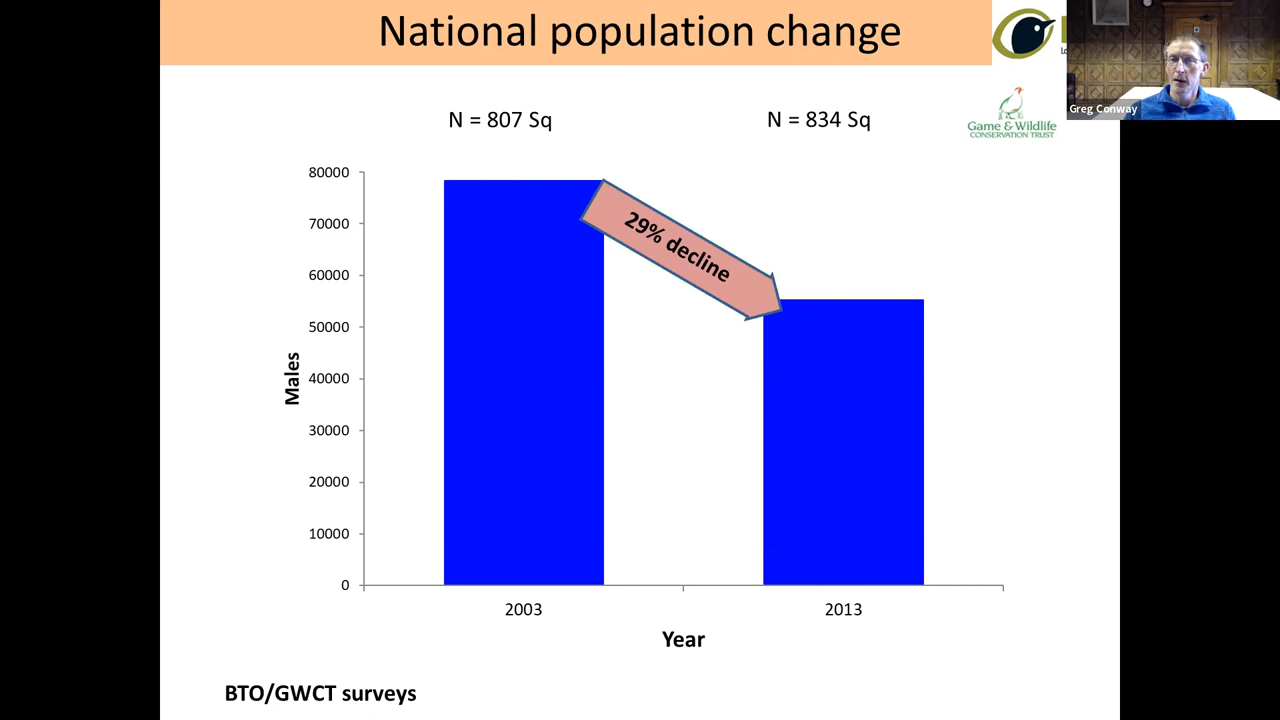 National population change
Lo
Greg Conway
N = 807 Sq
N = 834 Sq
Game & Wildlife
CONSERVATION TRUST
80000
70000
60000
50000
40000
30000
20000
10000
0
Males
29% decline
2003
2013
Year
BTO/GWCT surveys